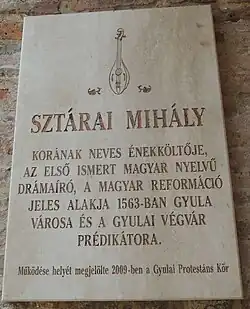 SZTÁRAI MIHÁLY
KORÁNAK NEVES ÉNEKKÖLTŐJE,
AZ ELSŐ ISMERT MAGYAR NYELVŰ
DRÁMAÍRÓ, A MAGYAR REFORMÁCIÓ
JELES ALAKJA 1563-BAN GYULA
VÁROSA ÉS A GYULAI VÉGVÁR
PRÉDIKÁTORA.
Működése helyét megjelölte 2009-ben a Gyulai Protestáns Kör